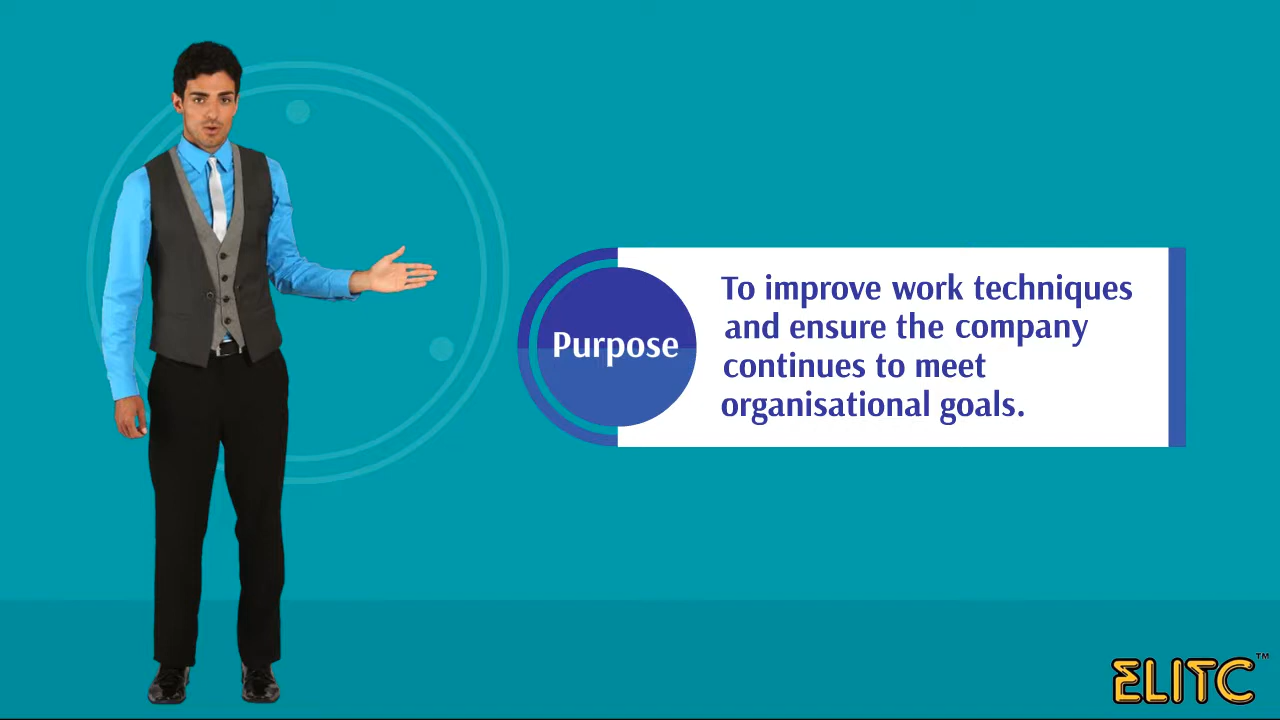 Purpose
To improve work techniques
and ensure the company
continues to meet
organisational goals.
ELITC™